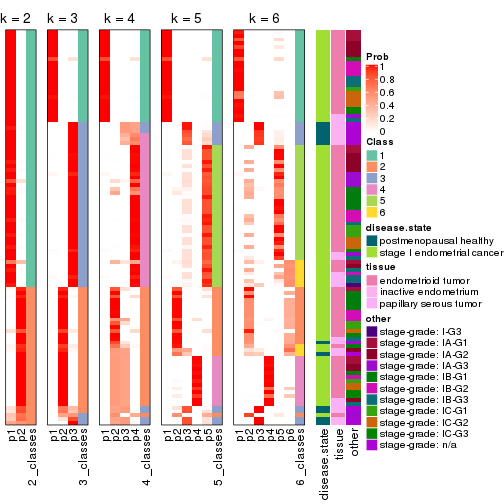 k = 2 k = 3 k = 4 k = 5 k = 6
Prob
1
0.8
0.6
0.4
0.2
0
Class
1
2
3
4
5
6
disease.state
postmenopausal healthy
stage I endometrial cancer
tissue
endometrioid tumor
inactive endometrium
papillary serous tumor
other
stage-grade: I-G3
stage-grade: IA-G1
stage-grade: IA-G2
stage-grade: IA-G3
stage-grade: IB-G1
stage-grade: IB-G2
stage-grade: IB-G3
stage-grade: IC-G1
stage-grade: IC-G2
stage-grade: IC-G3
stage-grade: n/a
p1
p2
2_classes
p1
p2
p3
3_classes
p1
p2
p3
p4
4_classes
p1
p2
p3
p4
p5
5_classes
p1
p2
p3
p4
p5
p6
6_classes
disease.state
tissue
other